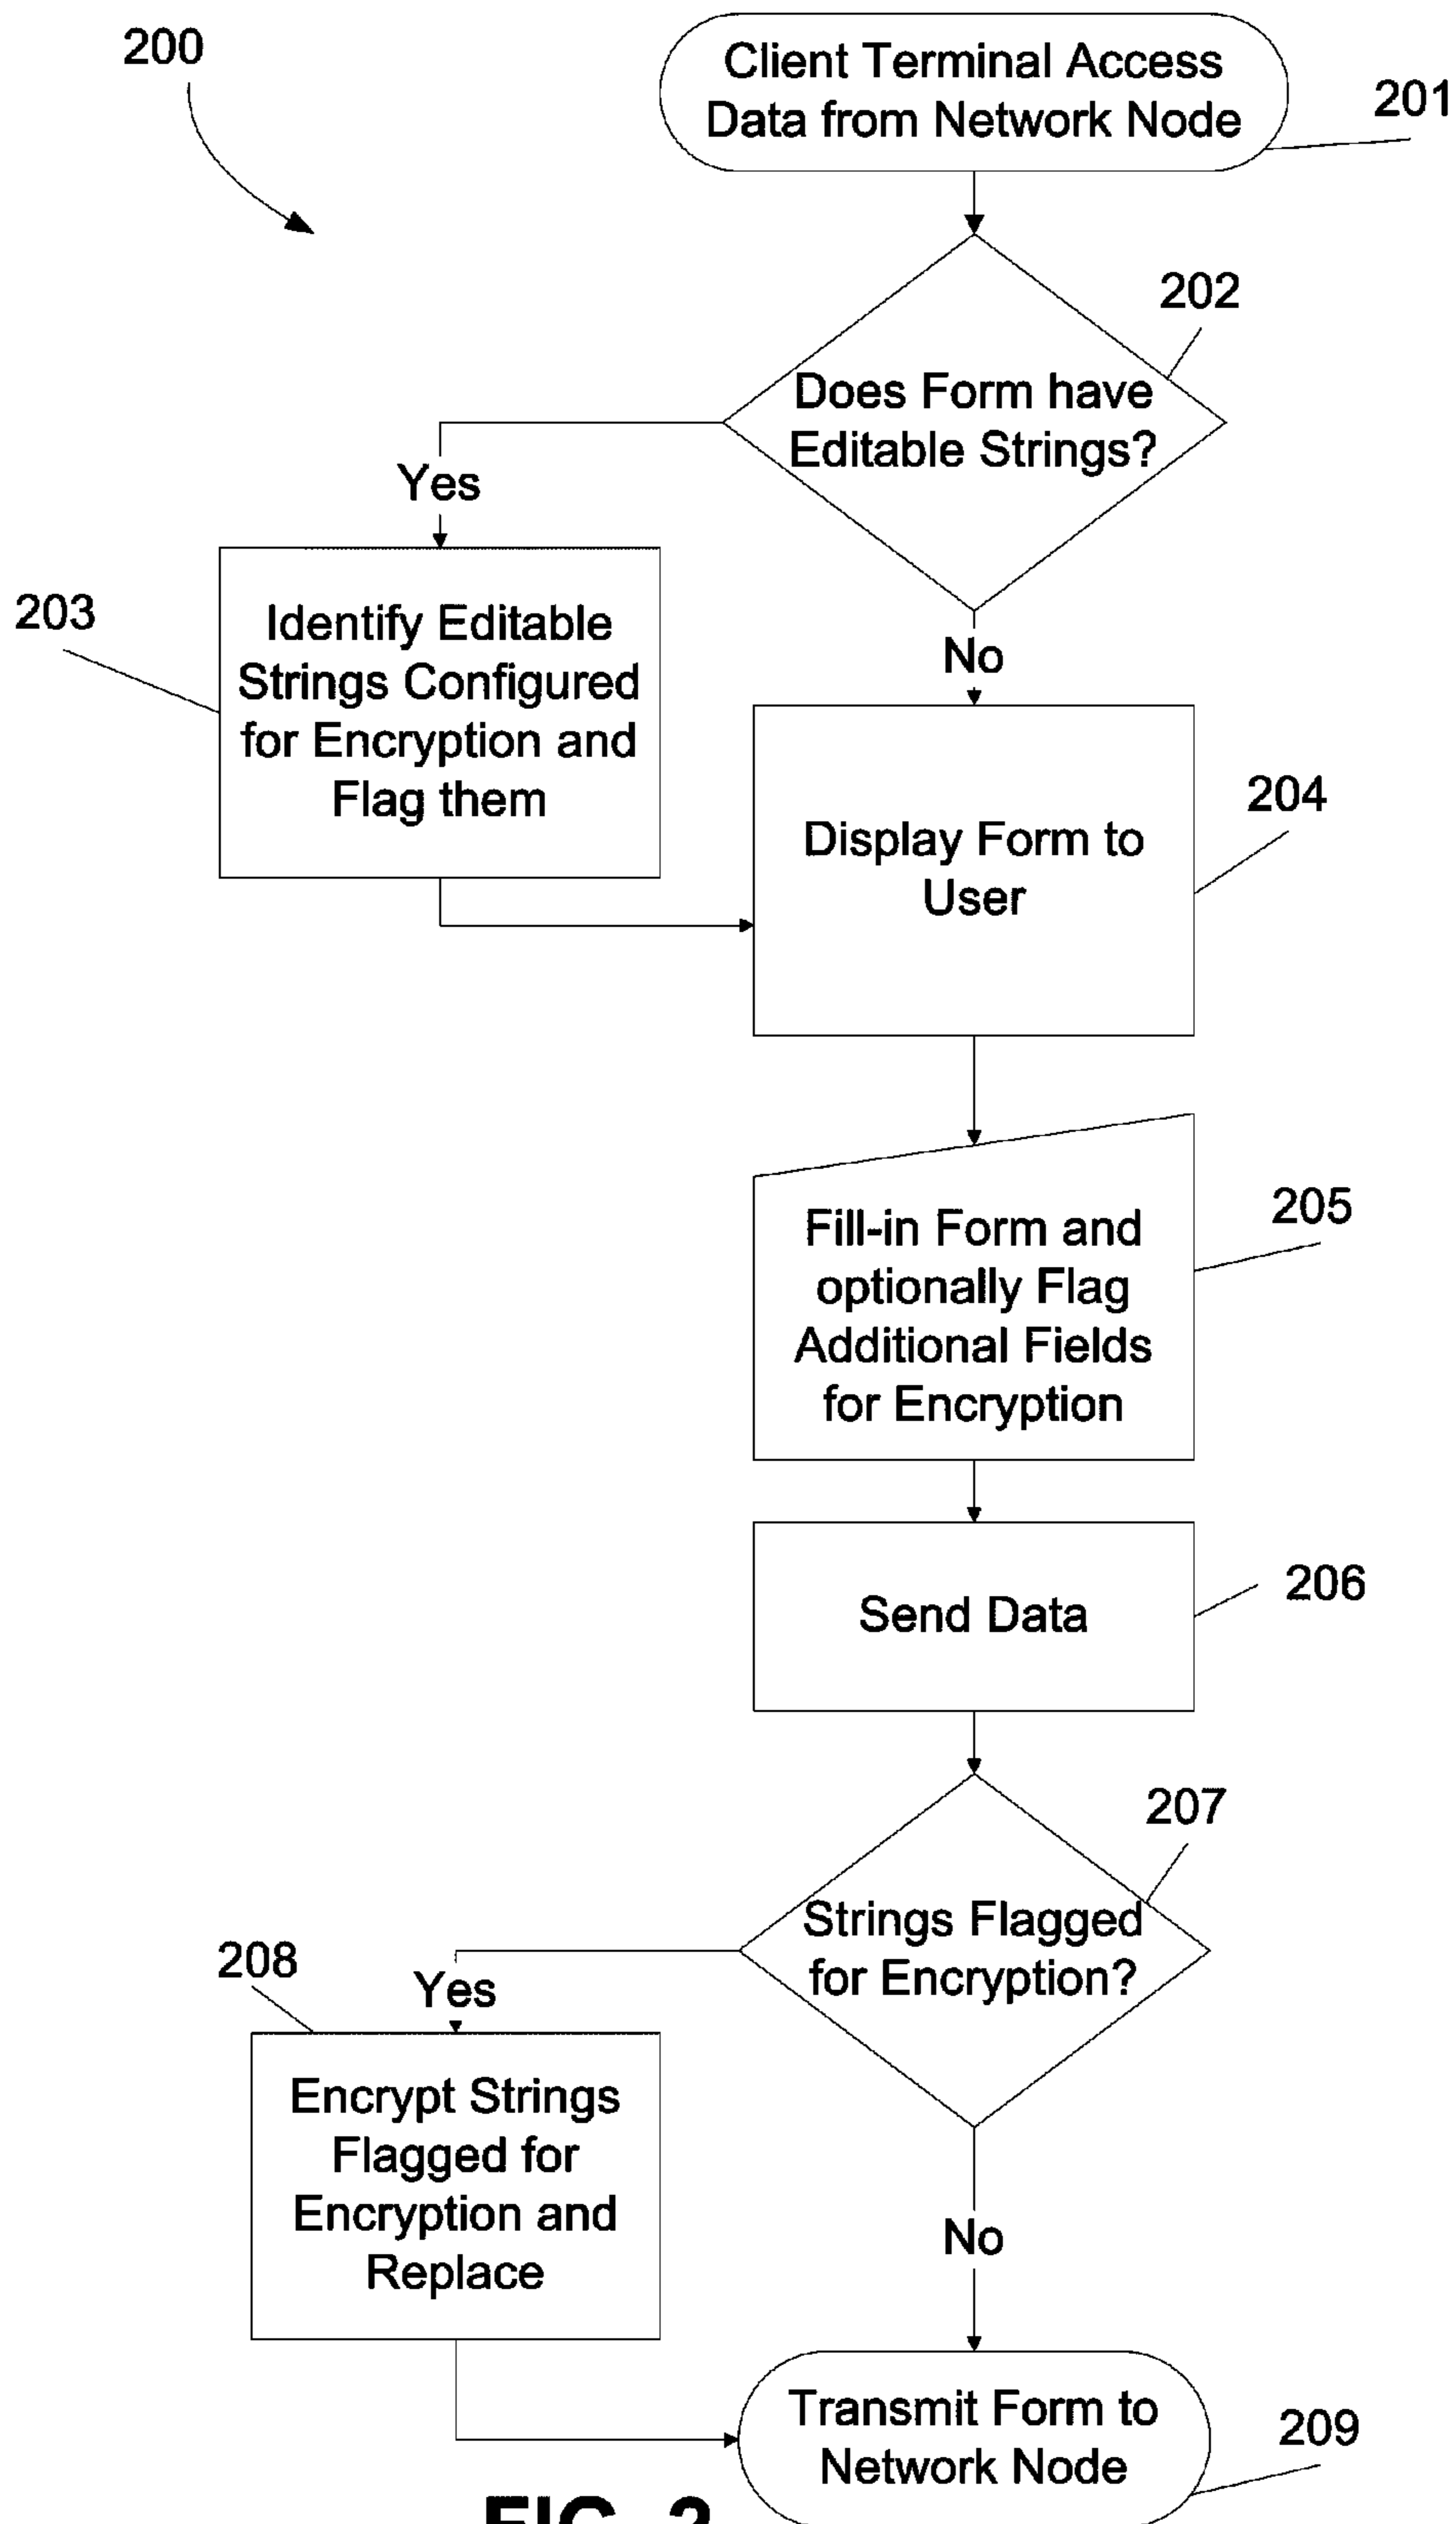 200
Client Terminal Access
Data from Network Node
201
202
Does Form have
Editable Strings?
Yes
203
Identify Editable
Strings Configured
for Encryption and
Flag them
No
204
Display Form to
User
205
Fill-in Form and
optionally Flag
Additional Fields
for Encryption
206
Send Data
207
Strings Flagged
for Encryption?
208
Yes
Encrypt Strings
Flagged for
Encryption and
Replace
No
Transmit Form to
Network Node
209
FIG. 2